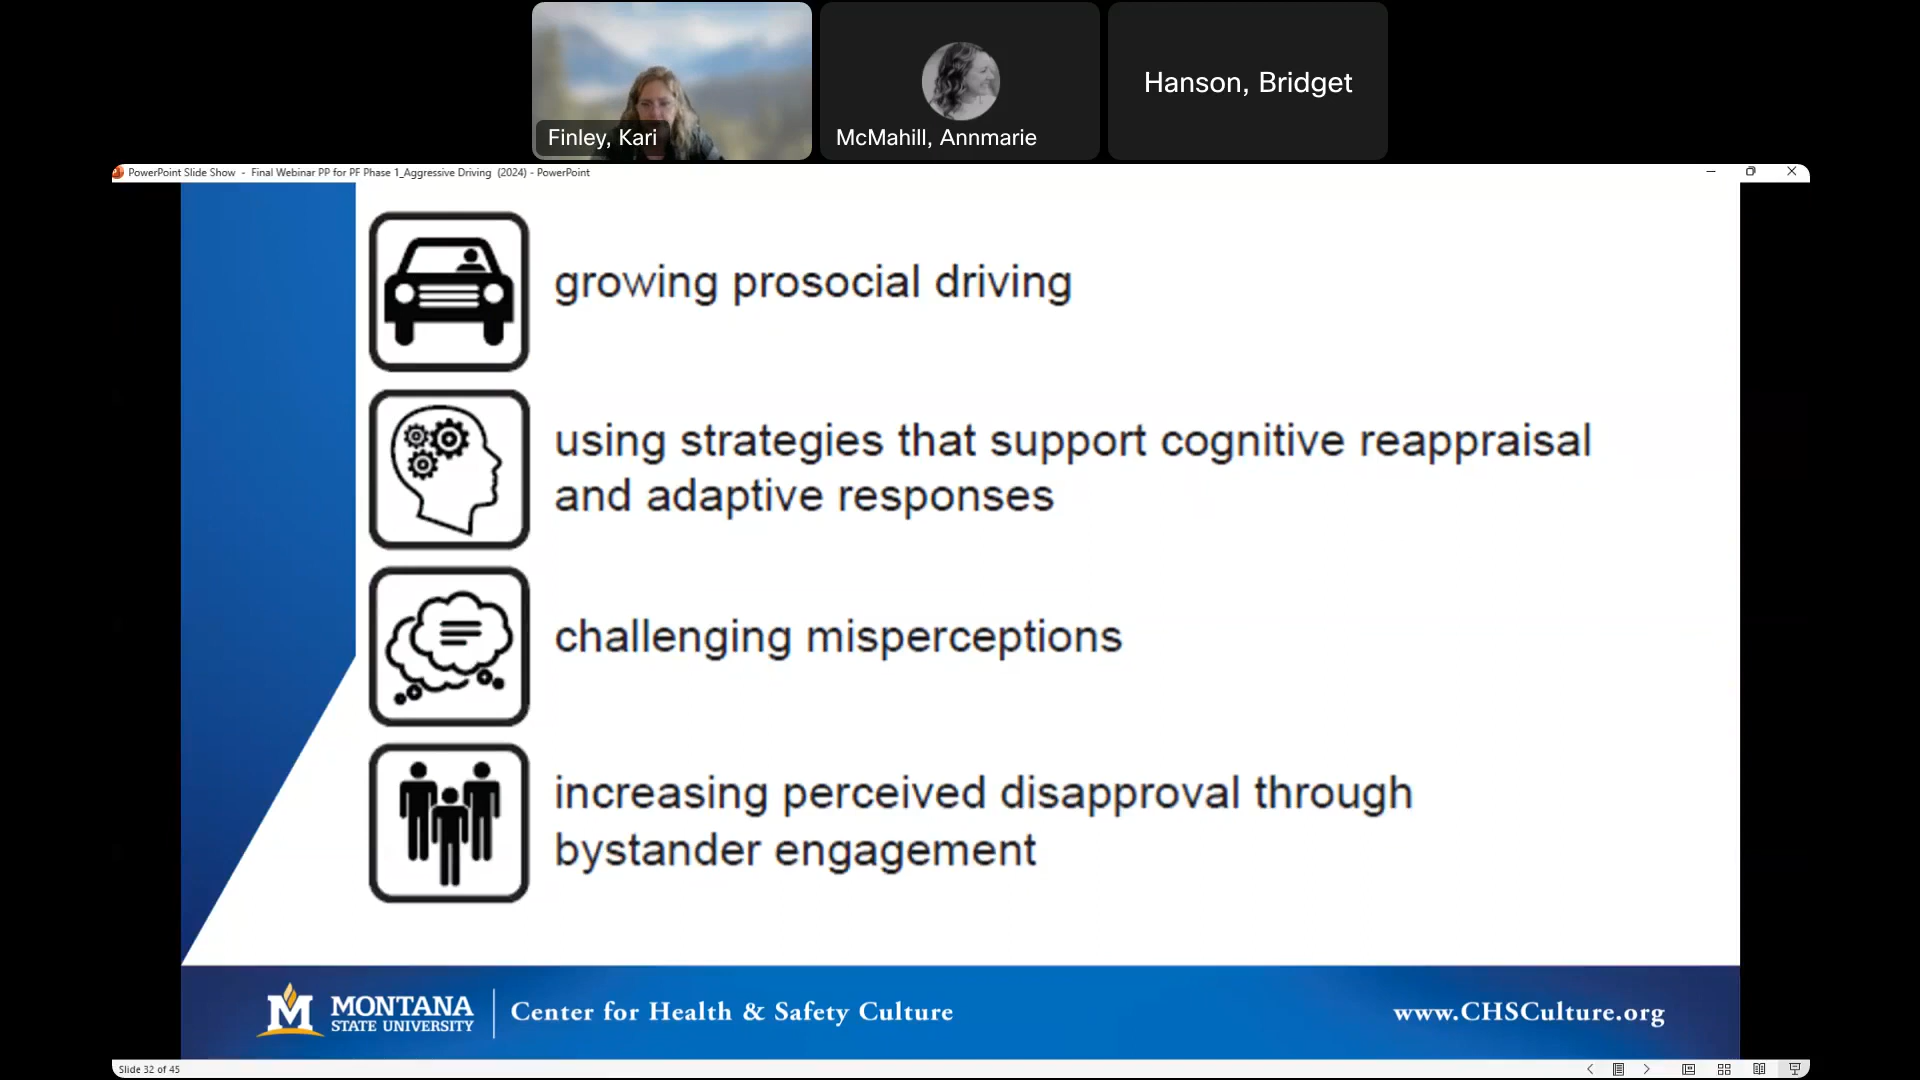 Finley, Kari
McMahill, Annmarie
Hanson, Bridget
PowerPoint Slide Show - Final Webinar PP for PF Phase 1_Aggressive Driving (2024) - PowerPoint
growing prosocial driving
using strategies that support cognitive reappraisal
and adaptive responses
challenging misperceptions
increasing perceived disapproval through
bystander engagement
M MONTANA
STATE UNIVERSITY
Center for Health & Safety Culture
www.CHSCulture.org
Slide 32 of 45